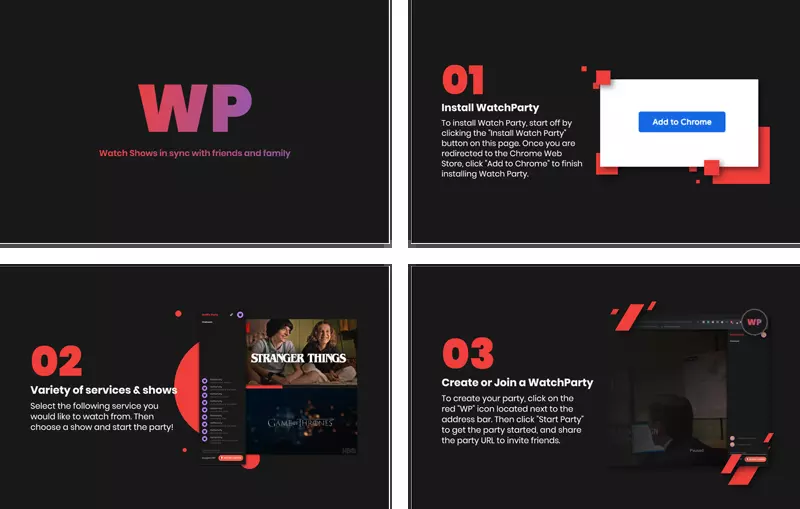 WP
Watch Shows in sync with friends and family
01
Install WatchParty
To install Watch Party, start off by
clicking the "Install Watch Party"
button on this page. Once you are
redirected to the Chrome Web
Store, click "Add to Chrome" to finish
installing Watch Party.
Add to Chrome
02
Variety of services & shows
Select the following service you
would like to watch from. Then
choose a show and start the party!
STRANGER THINGS
GAME OF THRONES
HBO
03
Create or Join a WatchParty
To create your party, click on the
red "WP" icon located next to the
address bar. Then click "Start Party"
to get the party started, and share
the party URL to invite friends.
WP
Paused